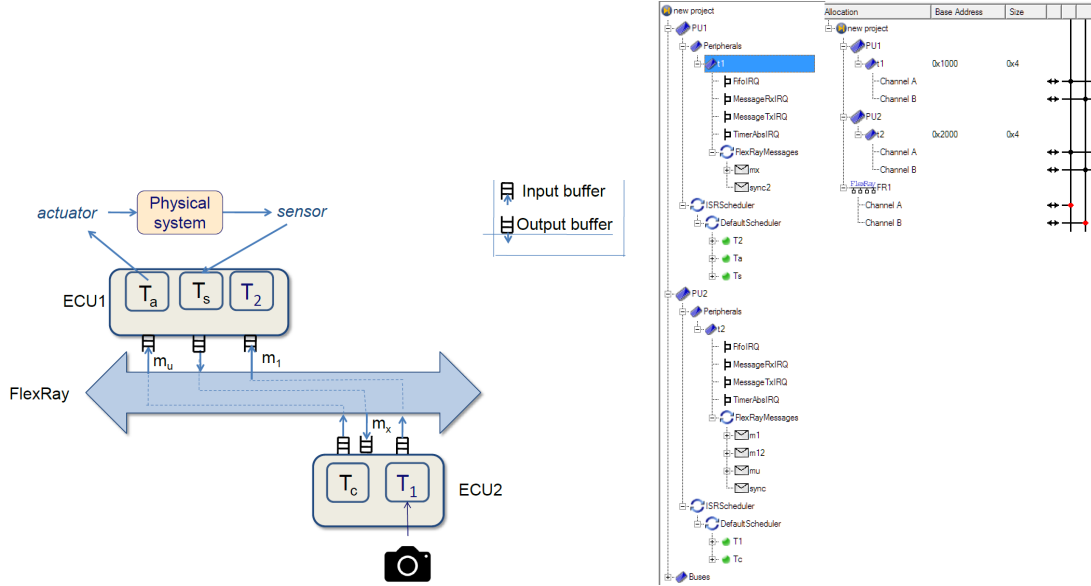 actuator
Physical
system
sensor
Input buffer
Output buffer
ECU1
Ta
Ts
T2
mu
m1
FlexRay
mx
Tc
T1
ECU2
new project
PU1
Peripherals
t1
FifoIRQ
MessageRxIRQ
MessageTxIRQ
TimerAbsIRQ
FlexRayMessages
mx
sync2
ISRScheduler
DefaultScheduler
T2
Ta
Ts
PU2
Peripherals
t2
FifoIRQ
MessageRxIRQ
MessageTxIRQ
TimerAbsIRQ
FlexRayMessages
m1
m12
mu
sync
ISRScheduler
DefaultScheduler
T1
Tc
Buses
Allocation Base Address Size
new project
PU1
t1 0x1000 0x4
Channel A
Channel B
PU2
t2 0x2000 0x4
Channel A
Channel B
FlexRay FR1
Channel A
Channel B